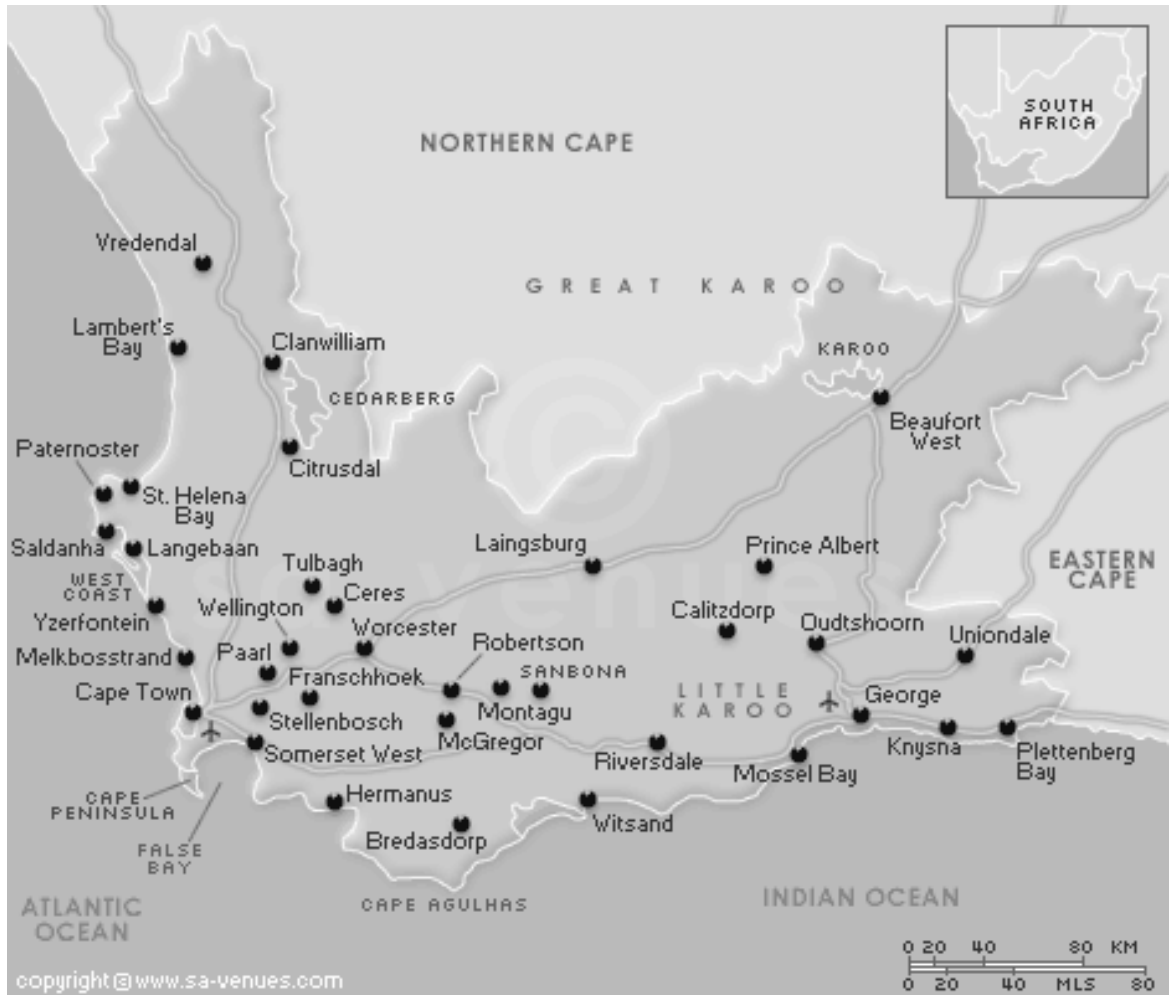 SOUTH
AFRICA
NORTHERN CAPE
Vredendal
GREAT KAROO
Lambert's
Bay
Clanwilliam
KAROO
CEDARBERG
Beaufort
West
Paternoster
Citrusdal
St. Helena
Bay
Saldanha
Langebaan
Laingsburg
Prince Albert
EASTERN
CAPE
WEST
COAST
Tulbagh
Ceres
sa-venues
Wellington
Calitzdorp
Oudtshoorn
Yzerfontein
Worcester
Robertson
Uniondale
Melkbosstrand
Paarl
SANBONA
Franschhoek
LITTLE
KAROO
George
Cape Town
Stellenbosch
Montagu
McGregor
Somerset West
Riversdale
Mossel Bay
Knysna
Plettenberg
Bay
CAPE
PENINSULA
Hermanus
Witsand
Bredasdorp
FALSE
BAY
CAPE AGULHAS
INDIAN OCEAN
ATLANTIC
OCEAN
0 20 40 80 KM
0 20 40 MLS 80
copyright@www.sa-venues.com
©